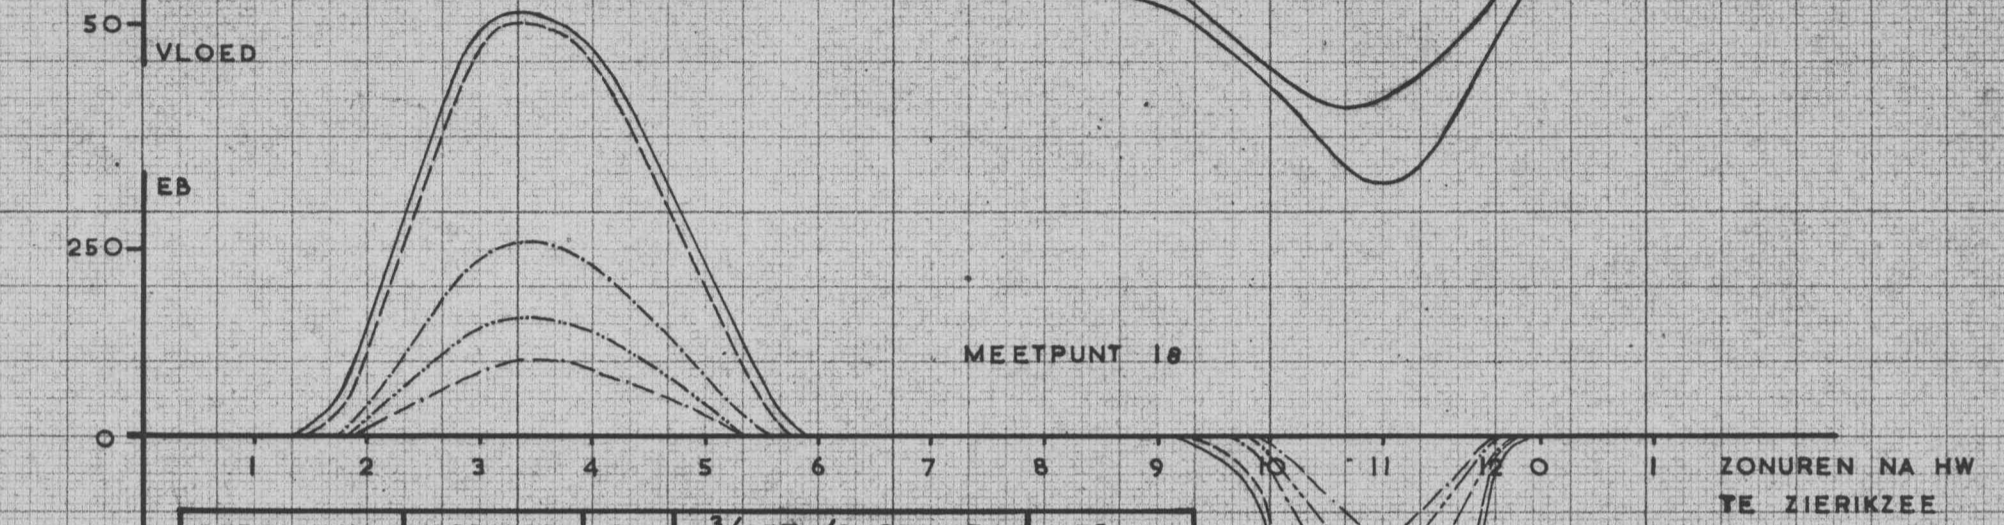 50
VLOED
EB
250
MEETPUNT 18
0
1 2 3 4 5 6 7 8 9 10 11 12 0 1 ZONUREN NA HW
TE ZIERIKZEE